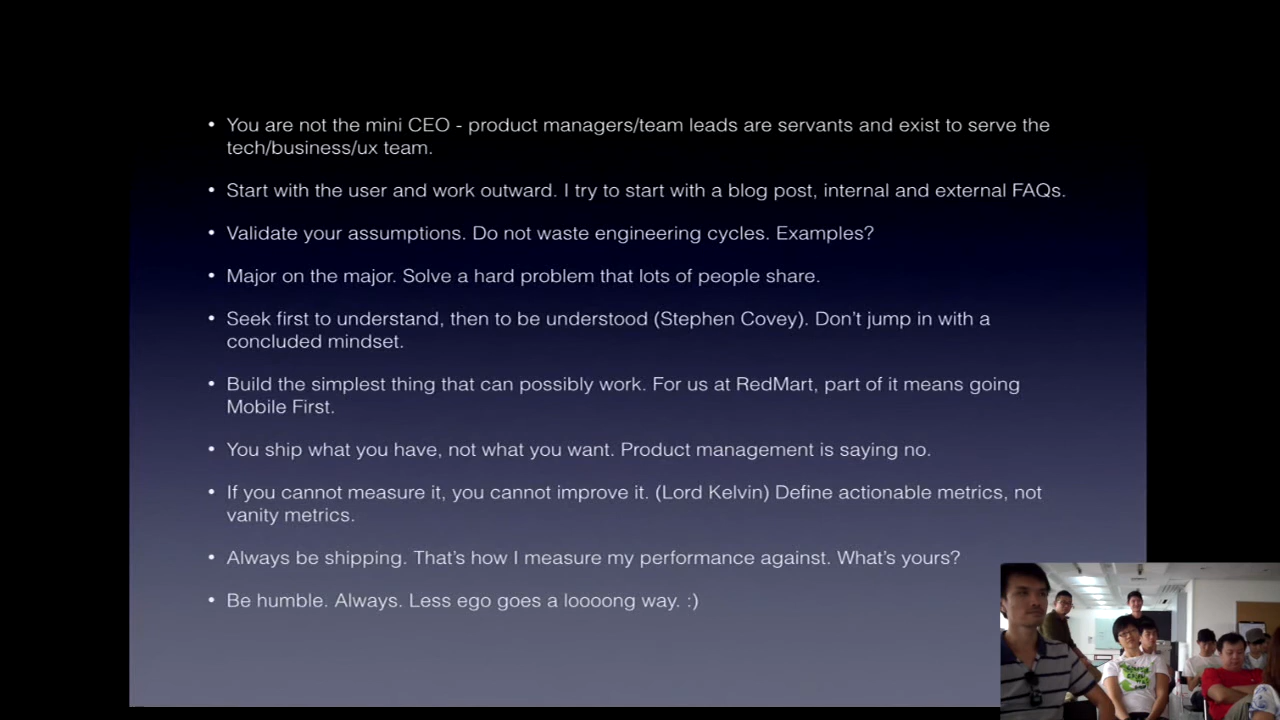 • You are not the mini CEO - product managers/team leads are servants and exist to serve the
tech/business/ux team.
• Start with the user and work outward. I try to start with a blog post, internal and external FAQs.
• Validate your assumptions. Do not waste engineering cycles. Examples?
• Major on the major. Solve a hard problem that lots of people share.
• Seek first to understand, then to be understood (Stephen Covey). Don't jump in with a
concluded mindset.
• Build the simplest thing that can possibly work. For us at RedMart, part of it means going
Mobile First.
• You ship what you have, not what you want. Product management is saying no.
• If you cannot measure it, you cannot improve it. (Lord Kelvin) Define actionable metrics, not
vanity metrics.
• Always be shipping. That's how I measure my performance against. What's yours?
• Be humble. Always. Less ego goes a loooong way. :)